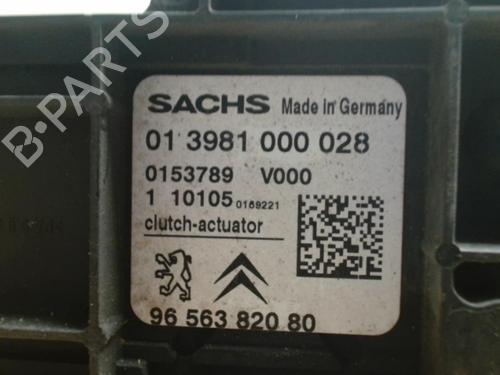 B-PARTS
SACHS Made in Germany
01 3981 000 028
0153789 V000
1 10105 0169221
clutch-actuator
96 563 820 80